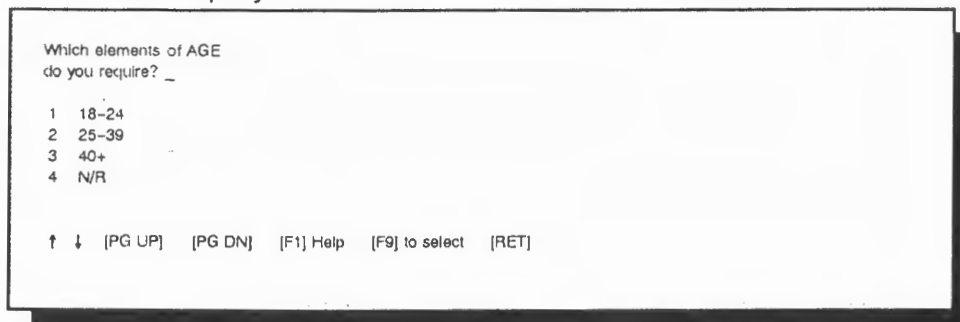 Which elements of AGE
do you require? _
1 18-24
2 25-39
3 40+
4 N/R
↑ ↓ [PG UP] [PG DN] [F1] Help [F9] to select [RET]